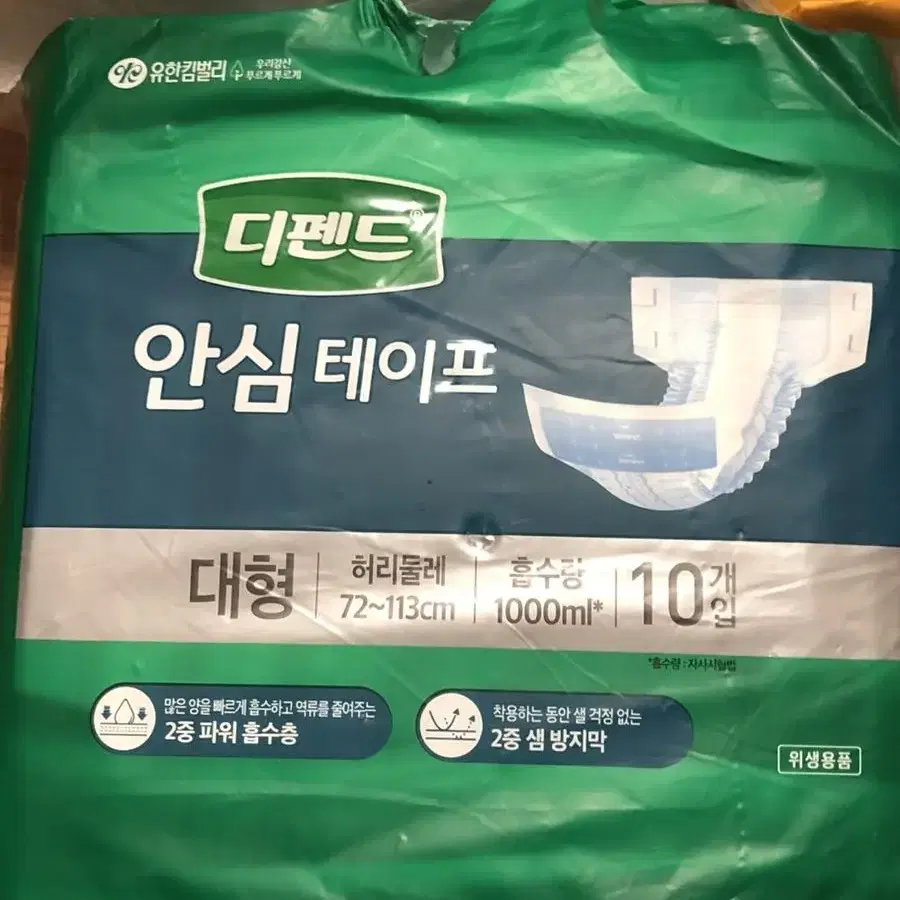 유한킴벌리
우리강산
푸르게 푸르게
디펜드®
안심 테이프
대형
허리둘레
72~113cm
흡수량
1000ml*
10개입
*흡수량 : 자사시험법
많은 양을 빠르게 흡수하고 역류를 줄여주는
2중 파워 흡수층
착용하는 동안 샐 걱정 없는
2중 샘 방지막
위생용품